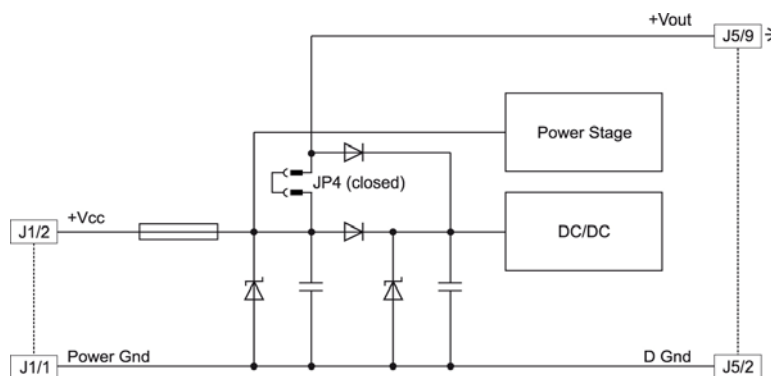 +Vout
J5/9
Power Stage
JP4 (closed)
+Vcc
J1/2
DC/DC
Power Gnd
D Gnd
J1/1
J5/2